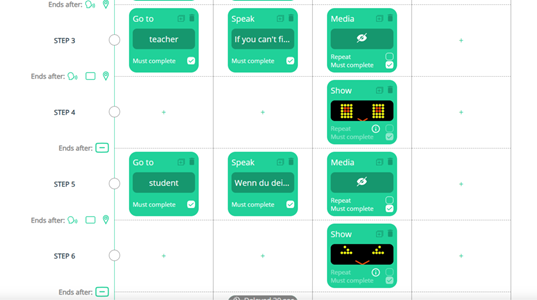 Ends after:
Go to
Speak
Media
STEP 3
teacher
If you can't fi...
Repeat
Must complete
Must complete
Must complete
Ends after:
Show
STEP 4
Repeat
Must complete
Ends after:
Go to
Speak
Media
STEP 5
student
Wenn du dei...
Repeat
Must complete
Must complete
Must complete
Ends after:
Show
STEP 6
Repeat
Must complete
Ends after: